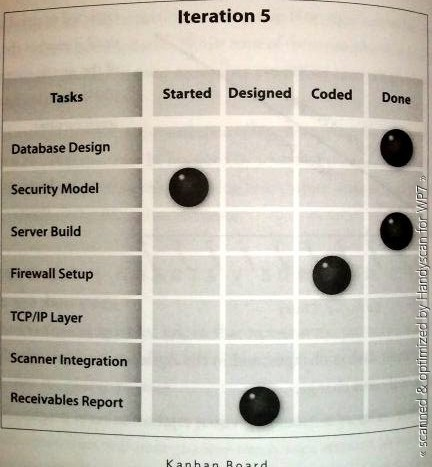 Iteration 5
Tasks Started Designed Coded Done
Database Design
Security Model
Server Build
Firewall Setup
TCP/IP Layer
Scanner Integration
Receivables Report
Kanban Board
« scanned & optimized by Handyscan for WP7 »